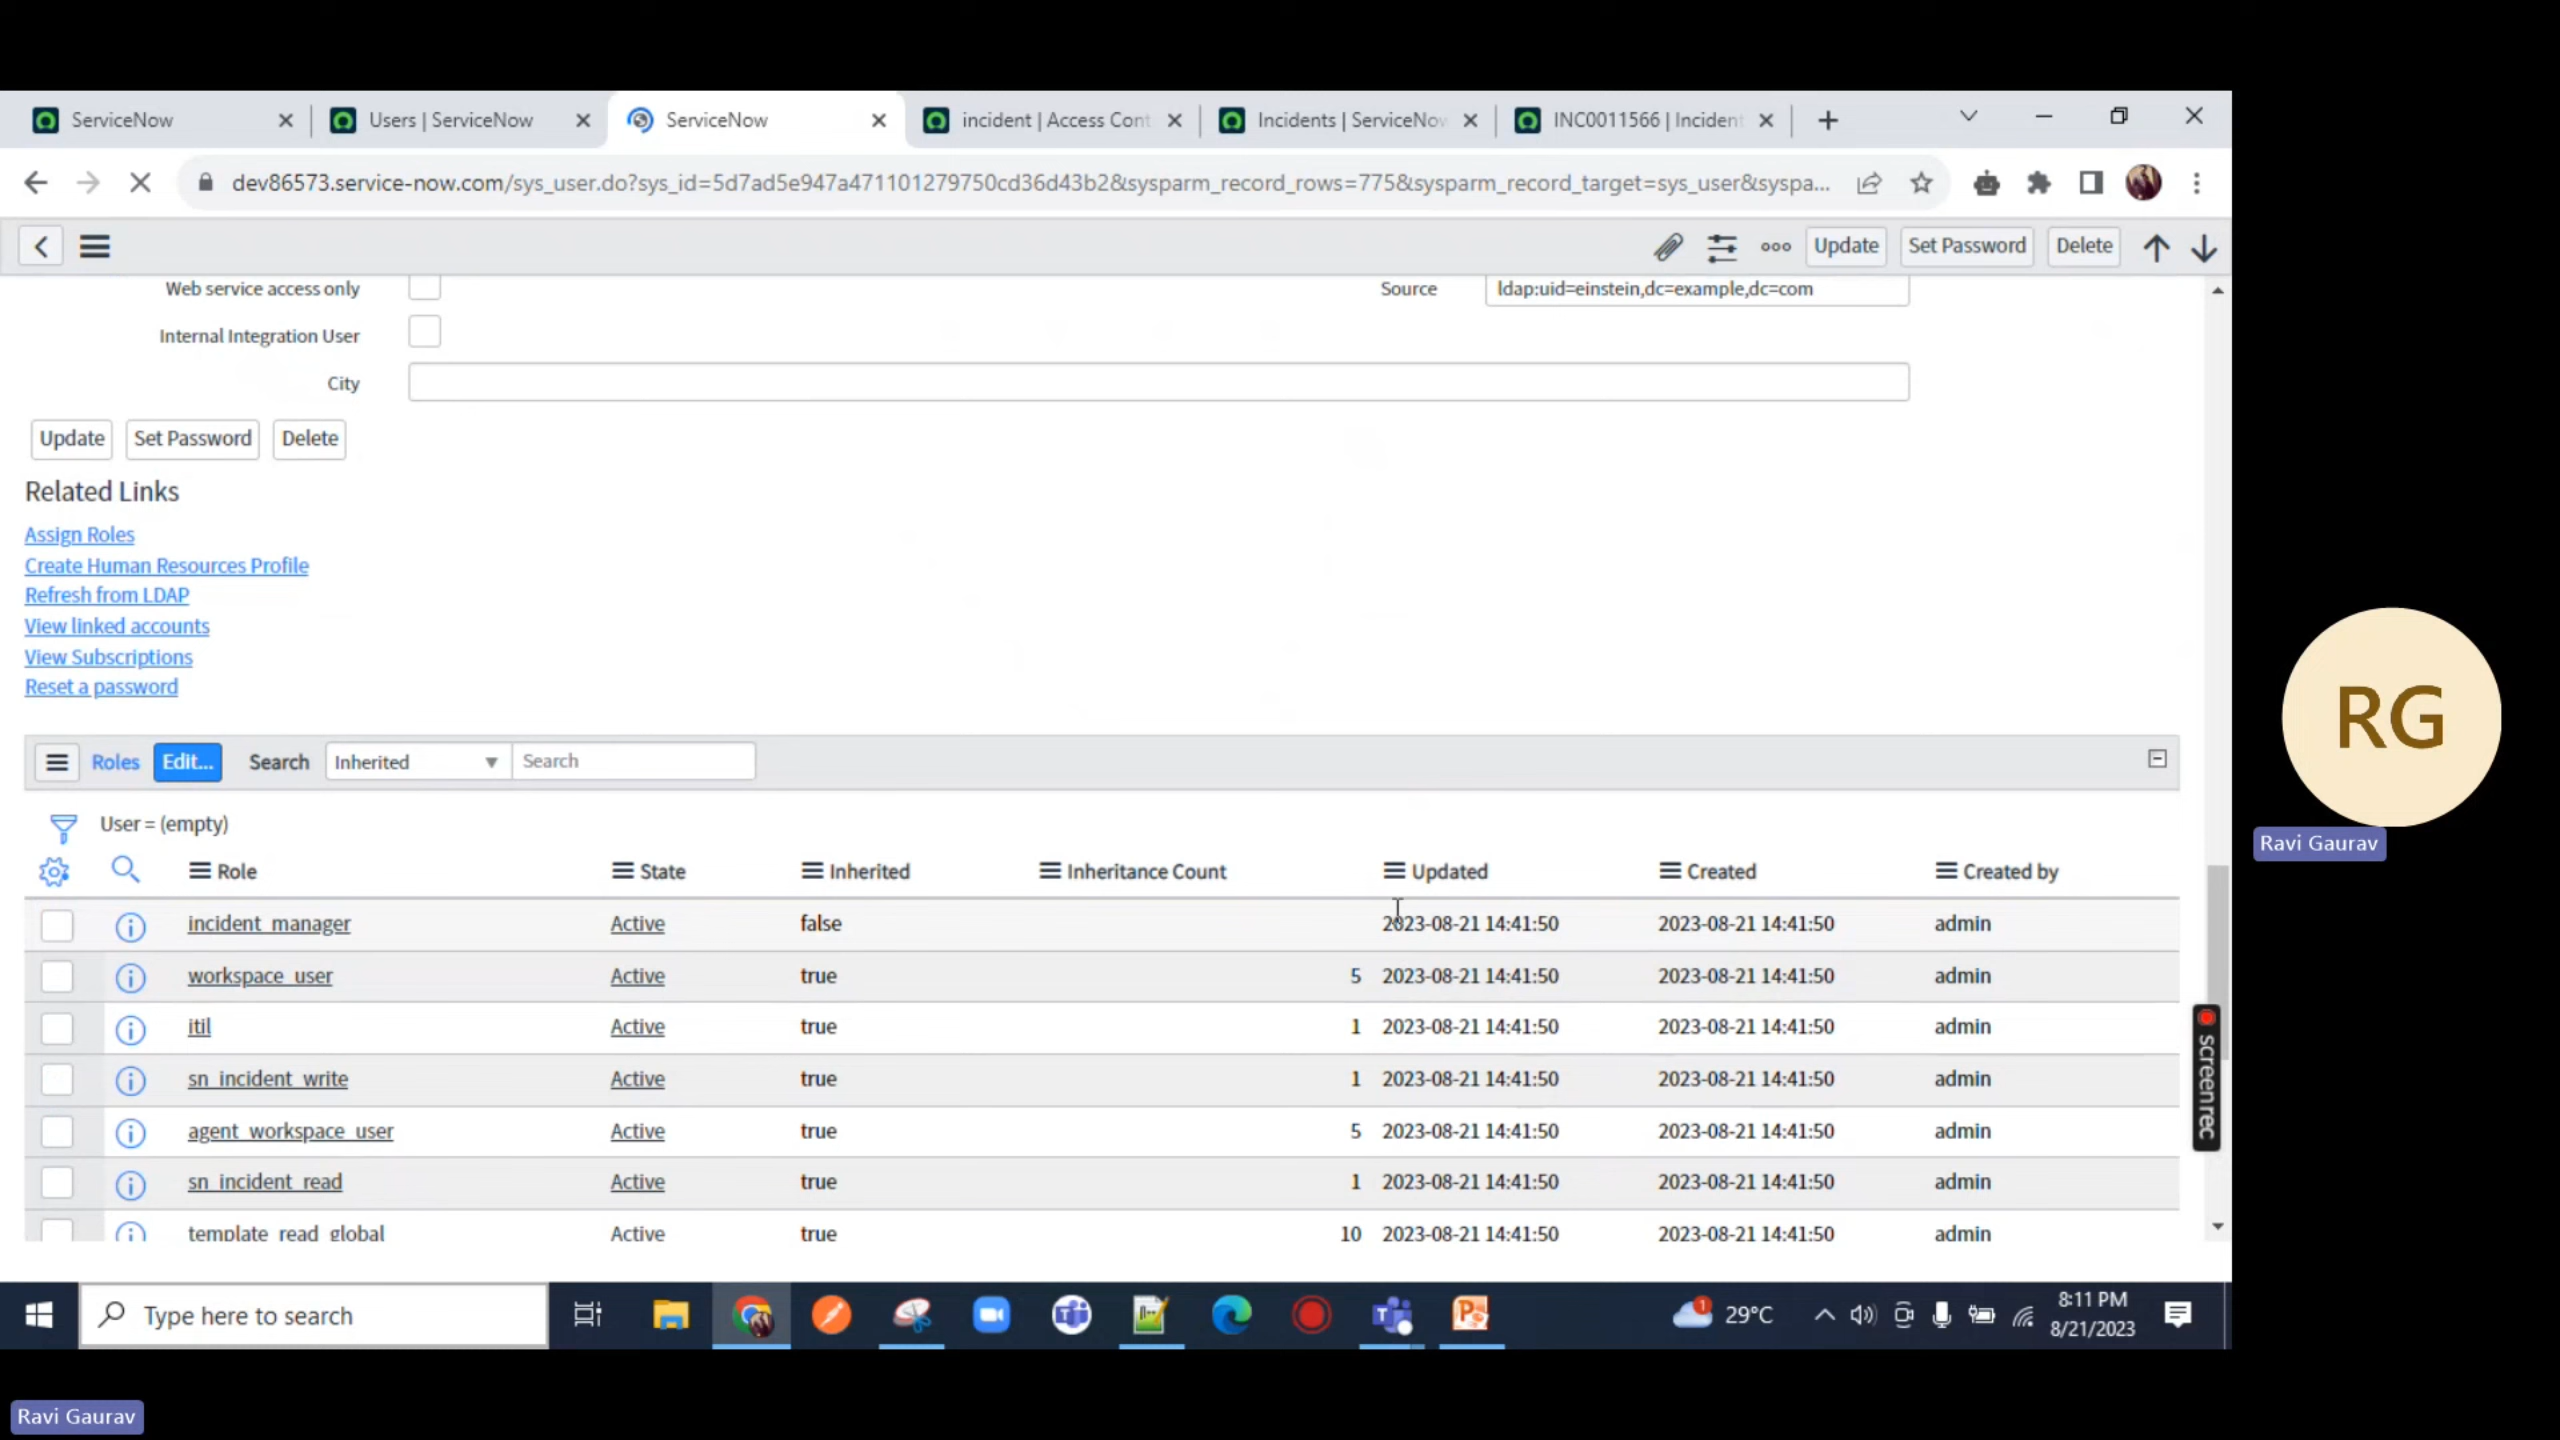 ServiceNow
Users | ServiceNow
ServiceNow
incident | Access Cont
Incidents | ServiceNow
INC0011566 | Incident
dev86573.service-now.com/sys_user.do?sys_id=5d7ad5e947a471101279750cd36d43b2&sysparm_record_rows=775&sysparm_record_target=sys_user&syspa...
Update
Set Password
Delete
Web service access only
Source
ldap:uid=einstein,dc=example,dc=com
Internal Integration User
City
Update
Set Password
Delete
Related Links
Assign Roles
Create Human Resources Profile
Refresh from LDAP
View linked accounts
View Subscriptions
Reset a password
Roles Edit... Search Inherited Search
User = (empty)
Role State Inherited Inheritance Count Updated Created Created by
incident_manager Active false 2023-08-21 14:41:50 2023-08-21 14:41:50 admin
workspace_user Active true 5 2023-08-21 14:41:50 2023-08-21 14:41:50 admin
itil Active true 1 2023-08-21 14:41:50 2023-08-21 14:41:50 admin
sn_incident_write Active true 1 2023-08-21 14:41:50 2023-08-21 14:41:50 admin
agent_workspace_user Active true 5 2023-08-21 14:41:50 2023-08-21 14:41:50 admin
sn_incident_read Active true 1 2023-08-21 14:41:50 2023-08-21 14:41:50 admin
template_read_global Active true 10 2023-08-21 14:41:50 2023-08-21 14:41:50 admin
screenrec
RG
Ravi Gaurav
Type here to search
1
29°C
8:11 PM
8/21/2023
Ravi Gaurav